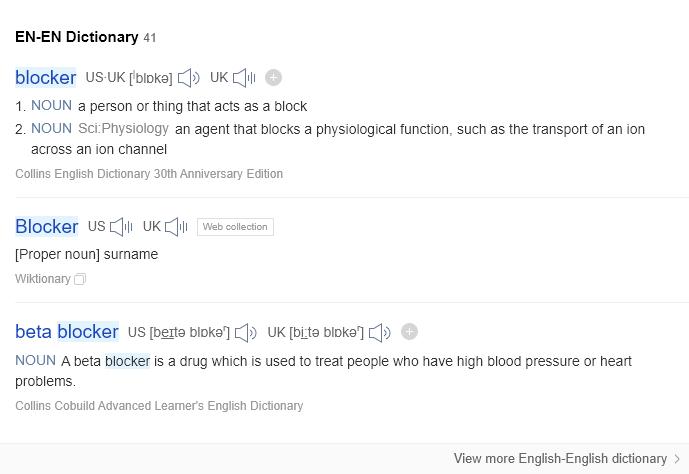 EN-EN Dictionary 41
blocker US·UK [ˈblɒkə] UK
1. NOUN a person or thing that acts as a block
2. NOUN Sci:Physiology an agent that blocks a physiological function, such as the transport of an ion
across an ion channel
Collins English Dictionary 30th Anniversary Edition
Blocker US UK Web collection
[Proper noun] surname
Wiktionary
beta blocker US [beɪtə blɒkəʳ] UK [biːtə blɒkəʳ]
NOUN A beta blocker is a drug which is used to treat people who have high blood pressure or heart
problems.
Collins Cobuild Advanced Learner's English Dictionary
View more English-English dictionary